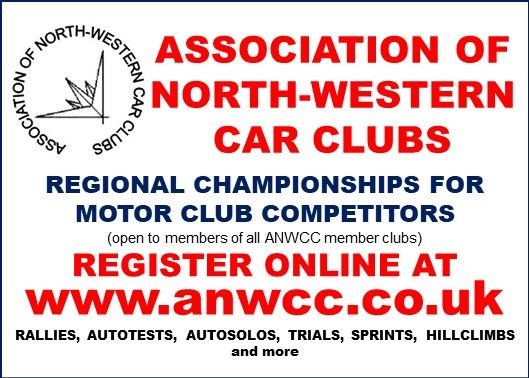 ASSOCIATION OF NORTH-WESTERN CAR CLUBS
ASSOCIATION OF
NORTH-WESTERN
CAR CLUBS
REGIONAL CHAMPIONSHIPS FOR
MOTOR CLUB COMPETITORS
(open to members of all ANWCC member clubs)
REGISTER ONLINE AT
www.anwcc.co.uk
RALLIES, AUTOTESTS, AUTOSOLOS, TRIALS, SPRINTS, HILLCLIMBS
and more